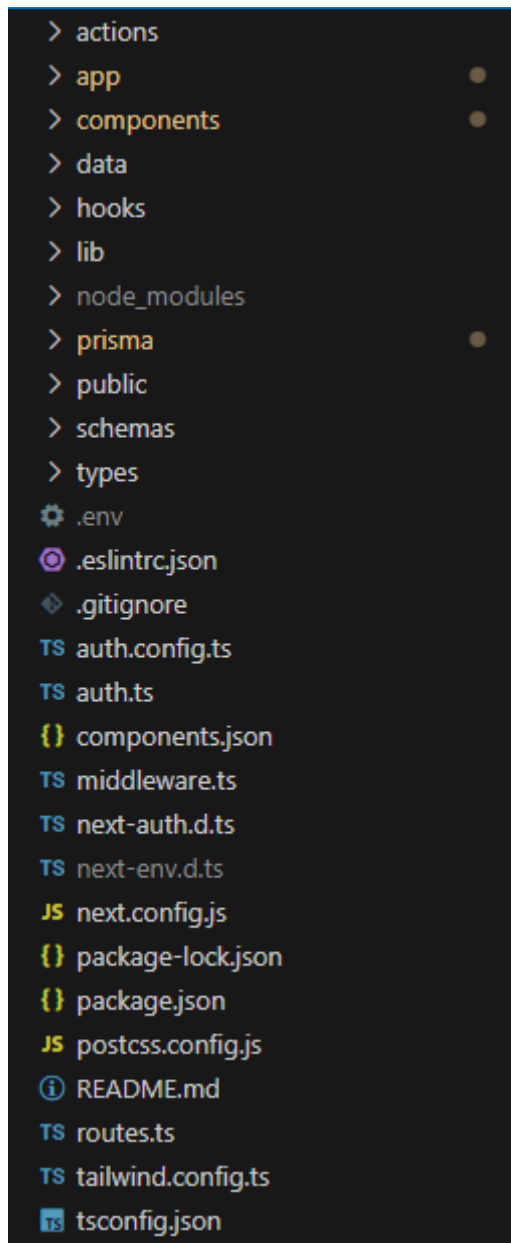 actions
app
components
data
hooks
lib
node_modules
prisma
public
schemas
types
.env
.eslintrc.json
.gitignore
TS auth.config.ts
TS auth.ts
{} components.json
TS middleware.ts
TS next-auth.d.ts
TS next-env.d.ts
JS next.config.js
{} package-lock.json
{} package.json
JS postcss.config.js
README.md
TS routes.ts
TS tailwind.config.ts
TS tsconfig.json